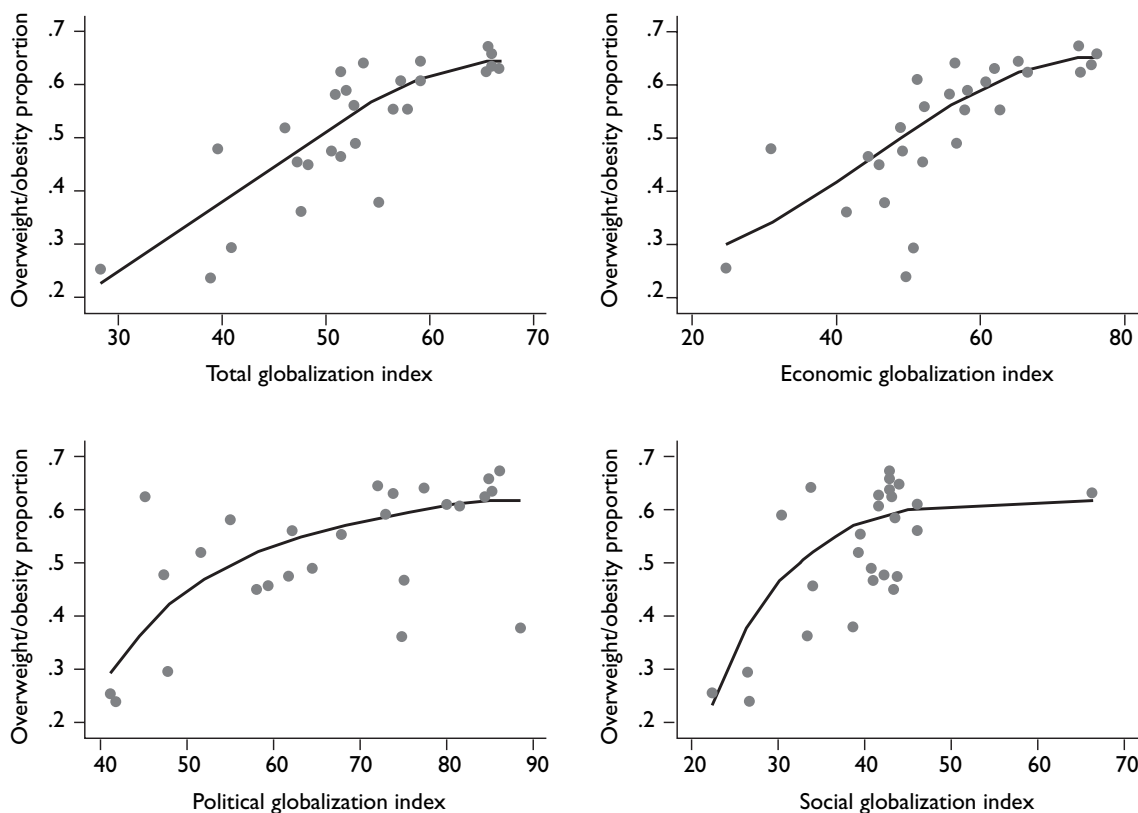 Overweight/obesity proportion
.7
.6
.5
.4
.3
.2
30 40 50 60 70
Total globalization index
Overweight/obesity proportion
.7
.6
.5
.4
.3
.2
20 40 60 80
Economic globalization index
Overweight/obesity proportion
.7
.6
.5
.4
.3
.2
40 50 60 70 80 90
Political globalization index
Overweight/obesity proportion
.7
.6
.5
.4
.3
.2
20 30 40 50 60 70
Social globalization index